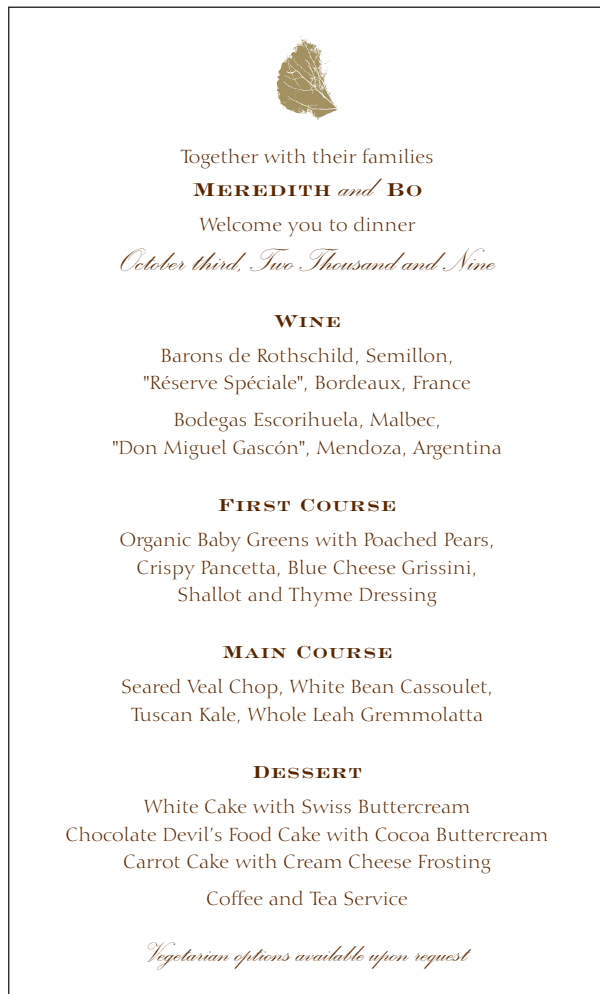 Together with their families
Meredith and Bo
Welcome you to dinner
October third, Two Thousand and Nine
Wine
Barons de Rothschild, Semillon,
"Réserve Spéciale", Bordeaux, France
Bodegas Escorihuela, Malbec,
"Don Miguel Gascón", Mendoza, Argentina
First Course
Organic Baby Greens with Poached Pears,
Crispy Pancetta, Blue Cheese Grissini,
Shallot and Thyme Dressing
Main Course
Seared Veal Chop, White Bean Cassoulet,
Tuscan Kale, Whole Leah Gremmolatta
Dessert
White Cake with Swiss Buttercream
Chocolate Devil's Food Cake with Cocoa Buttercream
Carrot Cake with Cream Cheese Frosting
Coffee and Tea Service
Vegetarian options available upon request